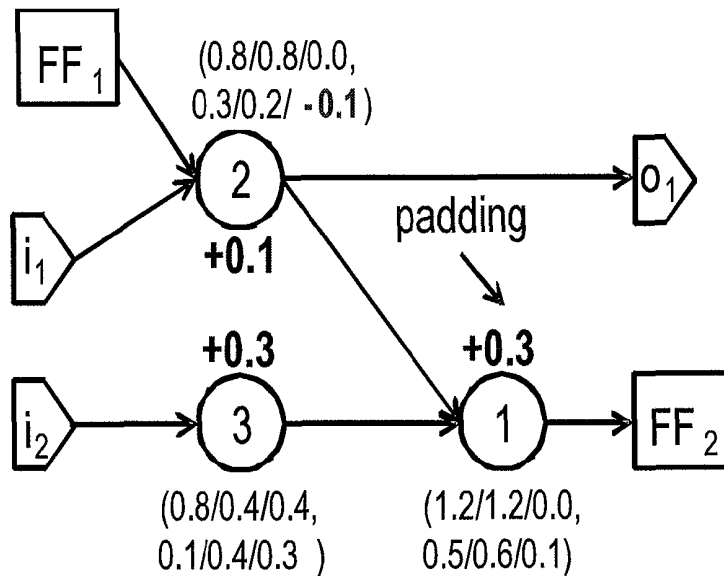 FF 1
(0.8/0.8/0.0,
0.3/0.2/ -0.1)
2
+0.1
i1
o1
padding
+0.3
+0.3
i2
3
1
FF 2
(0.8/0.4/0.4,
0.1/0.4/0.3 )
(1.2/1.2/0.0,
0.5/0.6/0.1)